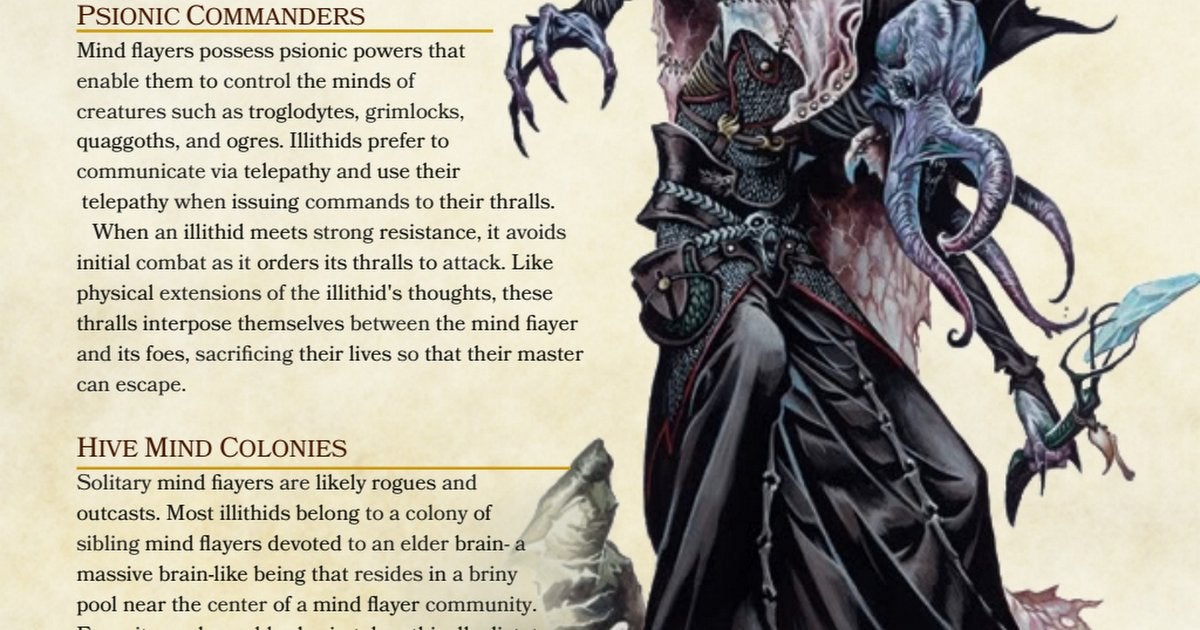 PSIONIC COMMANDERS
Mind flayers possess psionic powers that
enable them to control the minds of
creatures such as troglodytes, grimlocks,
quaggoths, and ogres. Illithids prefer to
communicate via telepathy and use their
telepathy when issuing commands to their thralls.
When an illithid meets strong resistance, it avoids
initial combat as it orders its thralls to attack. Like
physical extensions of the illithid's thoughts, these
thralls interpose themselves between the mind fiayer
and its foes, sacrificing their lives so that their master
can escape.
HIVE MIND COLONIES
Solitary mind fiayers are likely rogues and
outcasts. Most illithids belong to a colony of
sibling mind flayers devoted to an elder brain- a
massive brain-like being that resides in a briny
pool near the center of a mind flayer community.